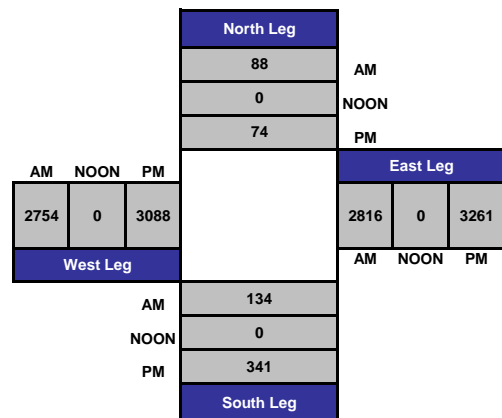 North Leg
88 AM
0 NOON
74 PM
AM NOON PM East Leg
2754 0 3088 2816 0 3261
West Leg AM NOON PM
AM 134
NOON 0
PM 341
South Leg